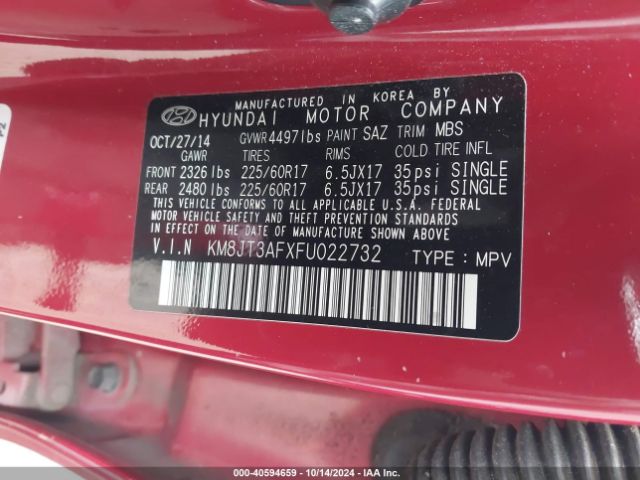 MANUFACTURED IN KOREA BY
HYUNDAI MOTOR COMPANY
OCT/27/14 GVWR 4497lbs PAINT SAZ TRIM MBS
GAWR TIRES RIMS COLD TIRE INFL
FRONT 2326 lbs 225/60R17 6.5JX17 35psi SINGLE
REAR 2480 lbs 225/60R17 6.5JX17 35psi SINGLE
THIS VEHICLE CONFORMS TO ALL APPLICABLE U.S.A. FEDERAL
MOTOR VEHICLE SAFETY AND THEFT PREVENTION STANDARDS
IN EFFECT ON THE DATE OF MANUFACTURE SHOWN ABOVE.
V.I.N KM8JT3AFXFU022732 TYPE : MPV
P2
000-40594659 | 10/14/2024 | IAA Inc.